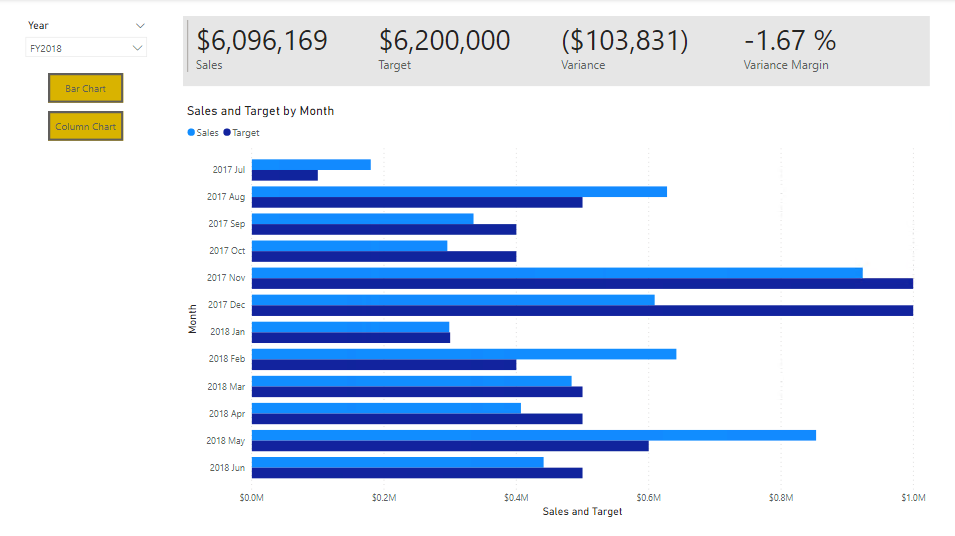 Year
FY2018
Bar Chart
Column Chart
$6,096,169 $6,200,000 ($103,831) -1.67 %
Sales Target Variance Variance Margin
Sales and Target by Month
Sales Target
2017 Jul
2017 Aug
2017 Sep
2017 Oct
2017 Nov
2017 Dec
2018 Jan
2018 Feb
2018 Mar
2018 Apr
2018 May
2018 Jun
Month
$0.0M $0.2M $0.4M $0.6M $0.8M $1.0M
Sales and Target